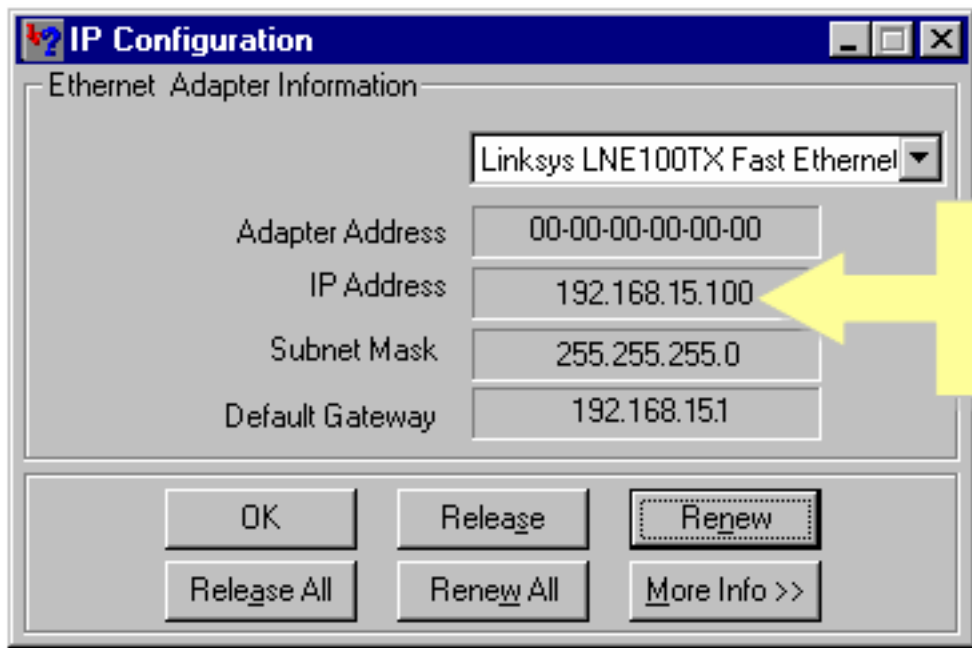 IP Configuration
Ethernet Adapter Information
Linksys LNE100TX Fast Ethernet
Adapter Address 00-00-00-00-00-00
IP Address 192.168.15.100
Subnet Mask 255.255.255.0
Default Gateway 192.168.15.1
OK Release Renew
Release All Renew All More Info >>